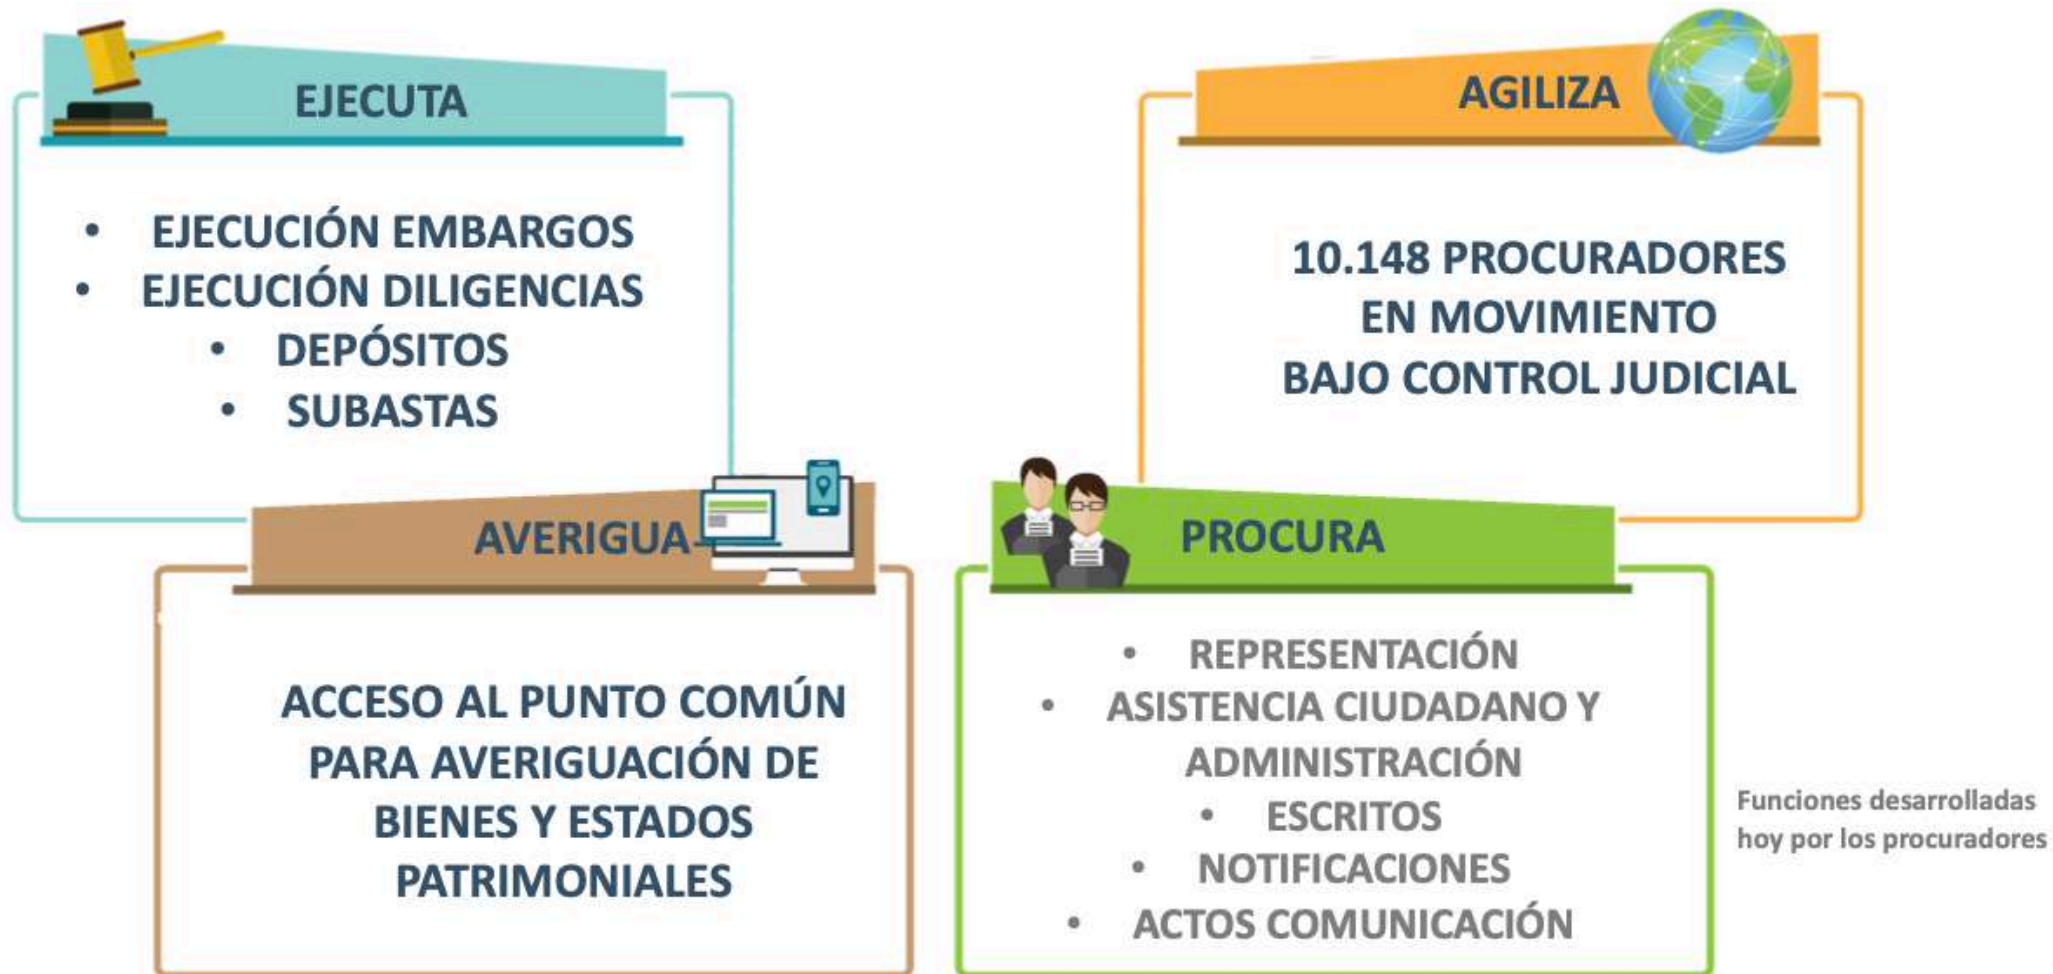 EJECUTA
• EJECUCIÓN EMBARGOS
• EJECUCIÓN DILIGENCIAS
• DEPÓSITOS
• SUBASTAS
AGILIZA
10.148 PROCURADORES
EN MOVIMIENTO
BAJO CONTROL JUDICIAL
AVERIGUA
ACCESO AL PUNTO COMÚN
PARA AVERIGUACIÓN DE
BIENES Y ESTADOS
PATRIMONIALES
PROCURA
• REPRESENTACIÓN
• ASISTENCIA CIUDADANO Y
ADMINISTRACIÓN
• ESCRITOS
• NOTIFICACIONES
• ACTOS COMUNICACIÓN
Funciones desarrolladas
hoy por los procuradores